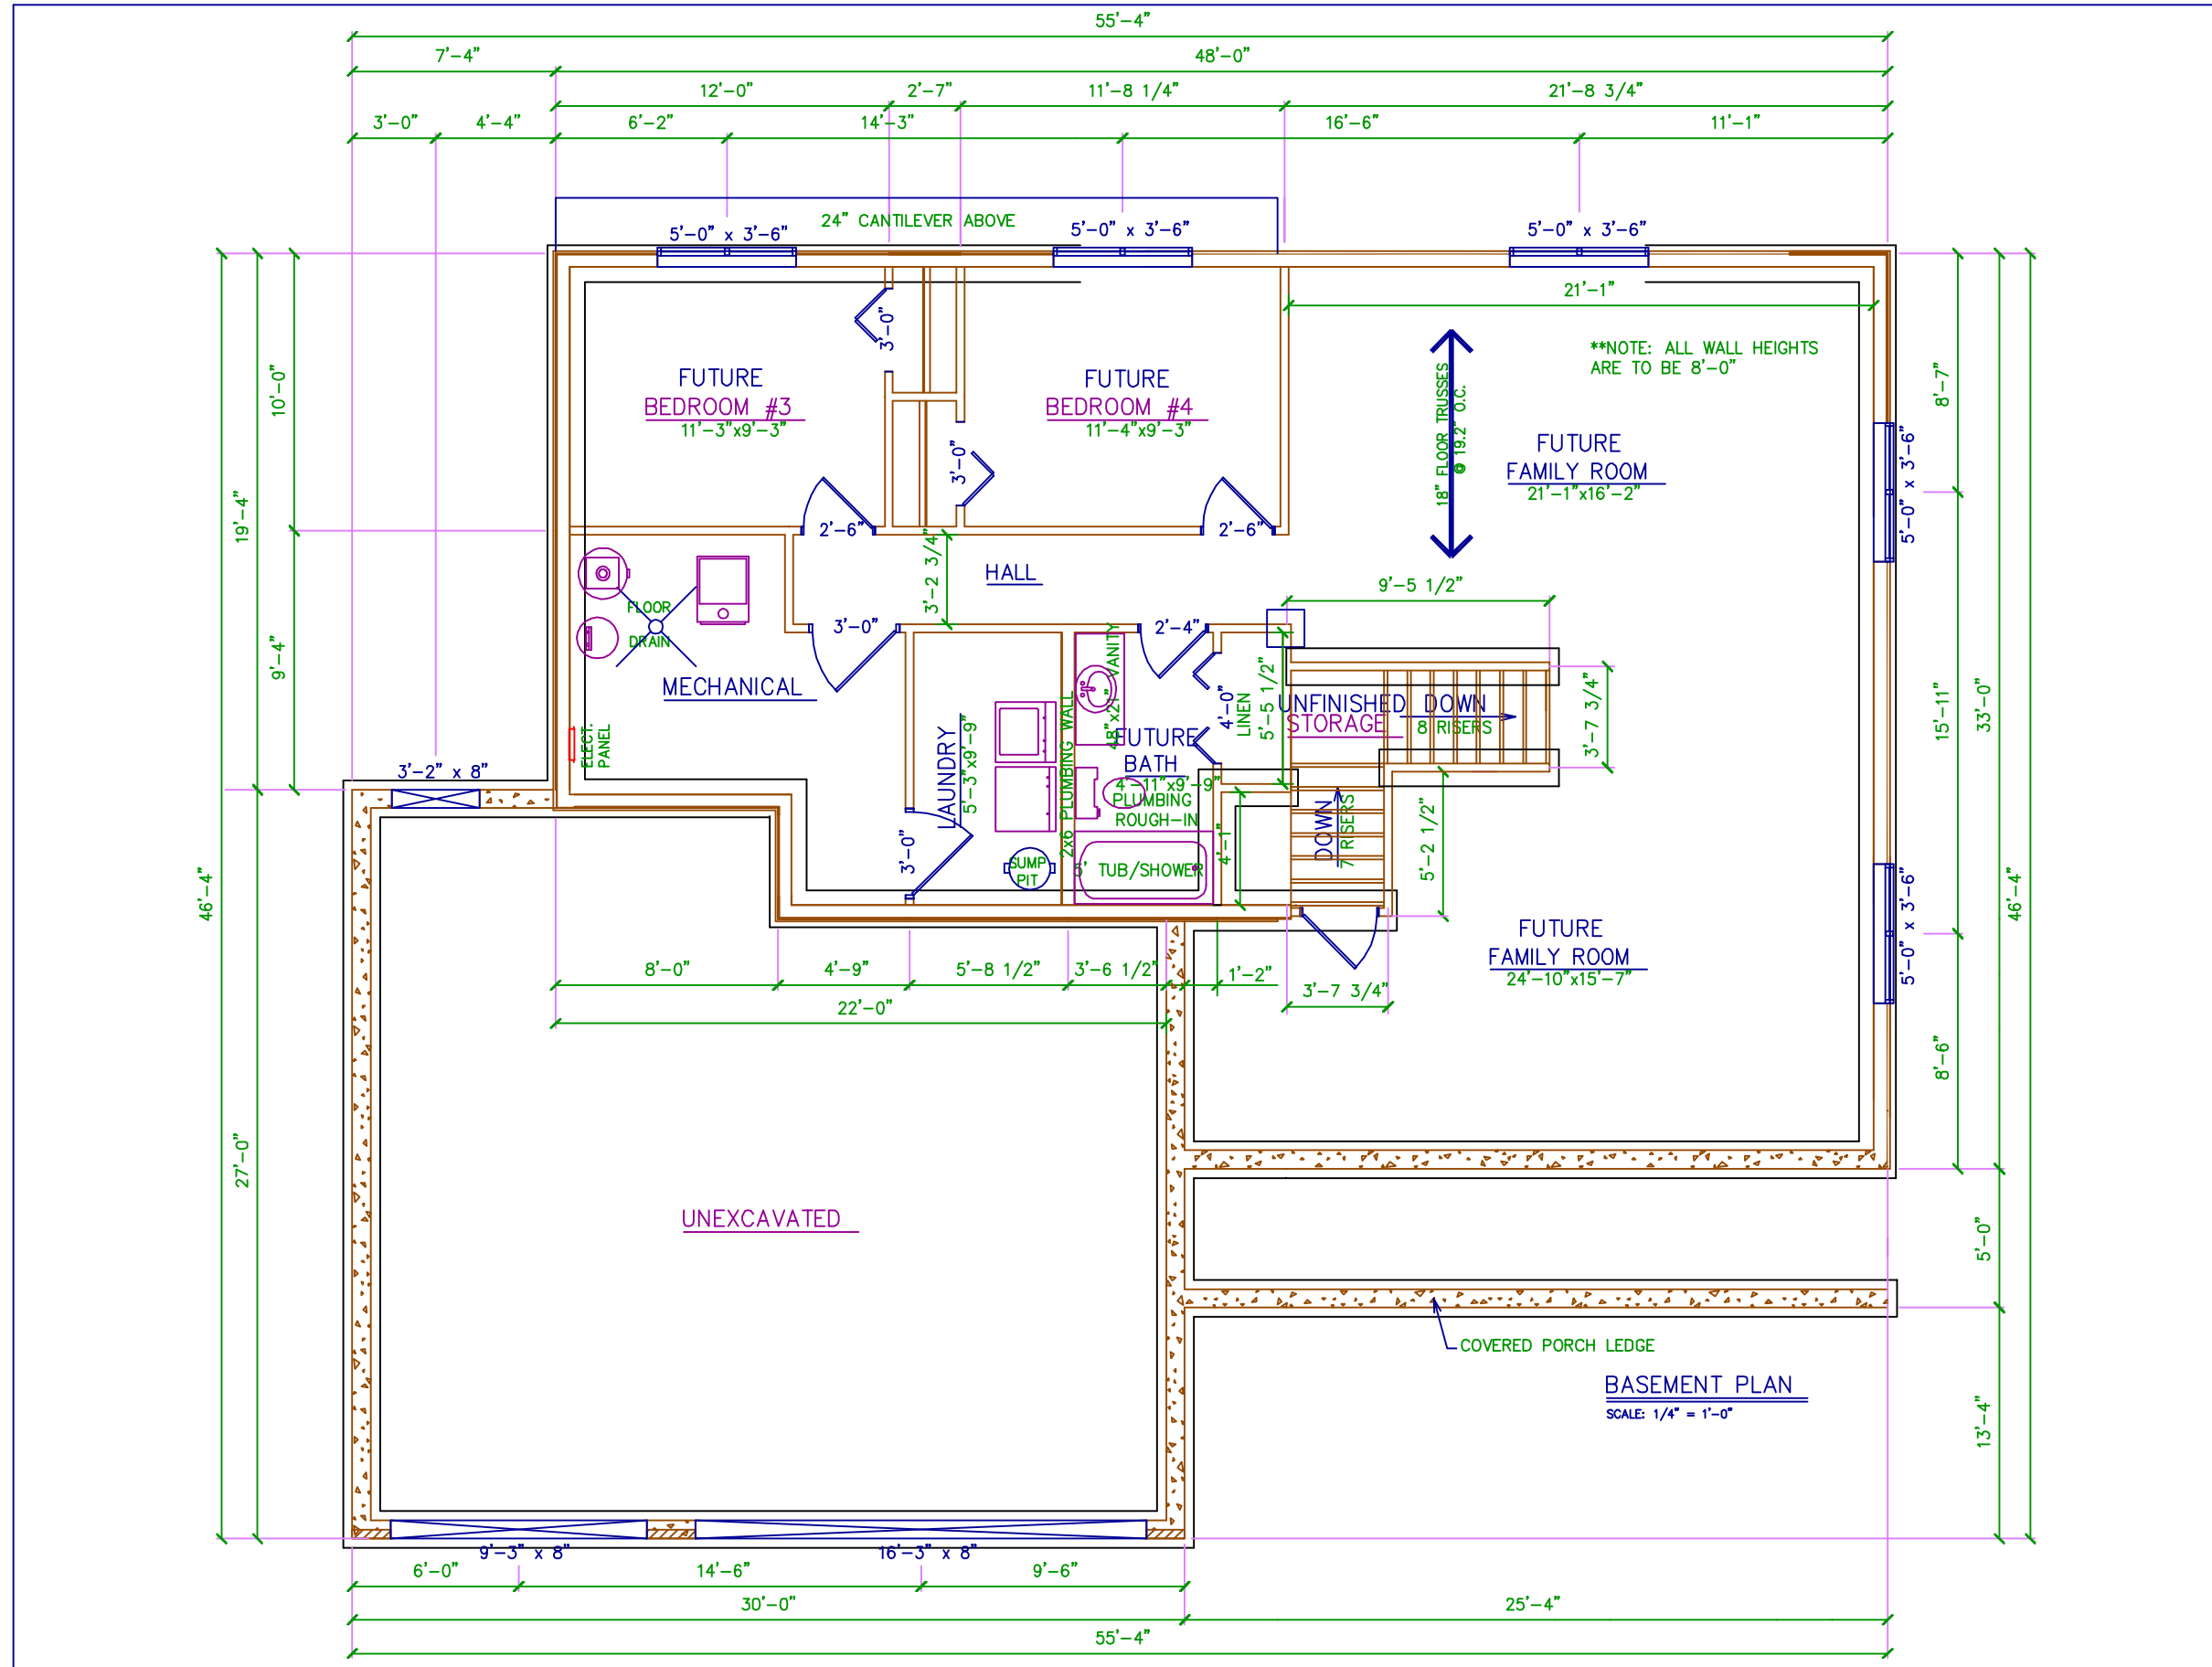 55'-4"
7'-4"
48'-0"
12'-0"
2'-7"
11'-8 1/4"
21'-8 3/4"
3'-0"
4'-4"
6'-2"
14'-3"
16'-6"
11'-1"
24" CANTILEVER ABOVE
5'-0" x 3'-6"
5'-0" x 3'-6"
5'-0" x 3'-6"
21'-1"
**NOTE: ALL WALL HEIGHTS
ARE TO BE 8'-0"
3'-0"
FUTURE
BEDROOM #3
11'-3"x9'-3"
FUTURE
BEDROOM #4
11'-4"x9'-3"
18" FLOOR TRUSSES
@ 19.2" O.C.
FUTURE
FAMILY ROOM
21'-1"x16'-2"
3'-0"
2'-6"
2'-6"
10'-0"
19'-4"
9'-4"
46'-4"
27'-0"
8'-7"
5'-0" x 3'-6"
15'-11"
33'-0"
46'-4"
5'-0" x 3'-6"
8'-6"
5'-0"
13'-4"
3'-2 3/4"
HALL
9'-5 1/2"
FLOOR
DRAIN
3'-0"
2'-4"
MECHANICAL
ELECT.
PANEL
3'-2" x 8"
LAUNDRY
5'-3"x9'-9"
2x6 PLUMBING WALL
48"x21" VANITY
FUTURE
BATH
4'-11"x9'-9"
PLUMBING
ROUGH-IN
4'-0"
LINEN
5'-5 1/2"
UNFINISHED
STORAGE
DOWN
8 RISERS
3'-7 3/4"
DOWN
7 RISERS
5'-2 1/2"
4'-1"
3'-0"
SUMP
PIT
5' TUB/SHOWER
FUTURE
FAMILY ROOM
24'-10"x15'-7"
8'-0"
4'-9"
5'-8 1/2"
3'-6 1/2"
1'-2"
3'-7 3/4"
22'-0"
UNEXCAVATED
COVERED PORCH LEDGE
BASEMENT PLAN
SCALE: 1/4" = 1'-0"
9'-3" x 8"
16'-3" x 8"
6'-0"
14'-6"
9'-6"
30'-0"
25'-4"
55'-4"